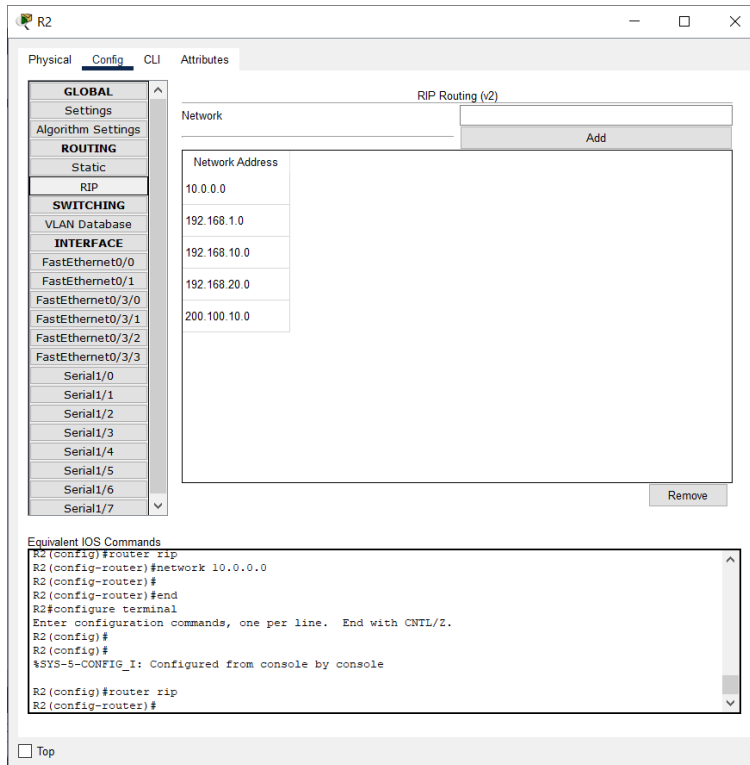 R2
Physical Config CLI Attributes
GLOBAL
Settings
Algorithm Settings
ROUTING
Static
RIP
SWITCHING
VLAN Database
INTERFACE
FastEthernet0/0
FastEthernet0/1
FastEthernet0/3/0
FastEthernet0/3/1
FastEthernet0/3/2
FastEthernet0/3/3
Serial1/0
Serial1/1
Serial1/2
Serial1/3
Serial1/4
Serial1/5
Serial1/6
Serial1/7
RIP Routing (v2)
Network
Add
Network Address
10.0.0.0
192.168.1.0
192.168.10.0
192.168.20.0
200.100.10.0
Remove
Equivalent IOS Commands
R2(config)#router rip
R2(config-router)#network 10.0.0.0
R2(config-router)#
R2(config-router)#end
R2#configure terminal
Enter configuration commands, one per line.  End with CNTL/Z.
R2(config)#
R2(config)#
%SYS-5-CONFIG_I: Configured from console by console
R2(config)#router rip
R2(config-router)#
Top